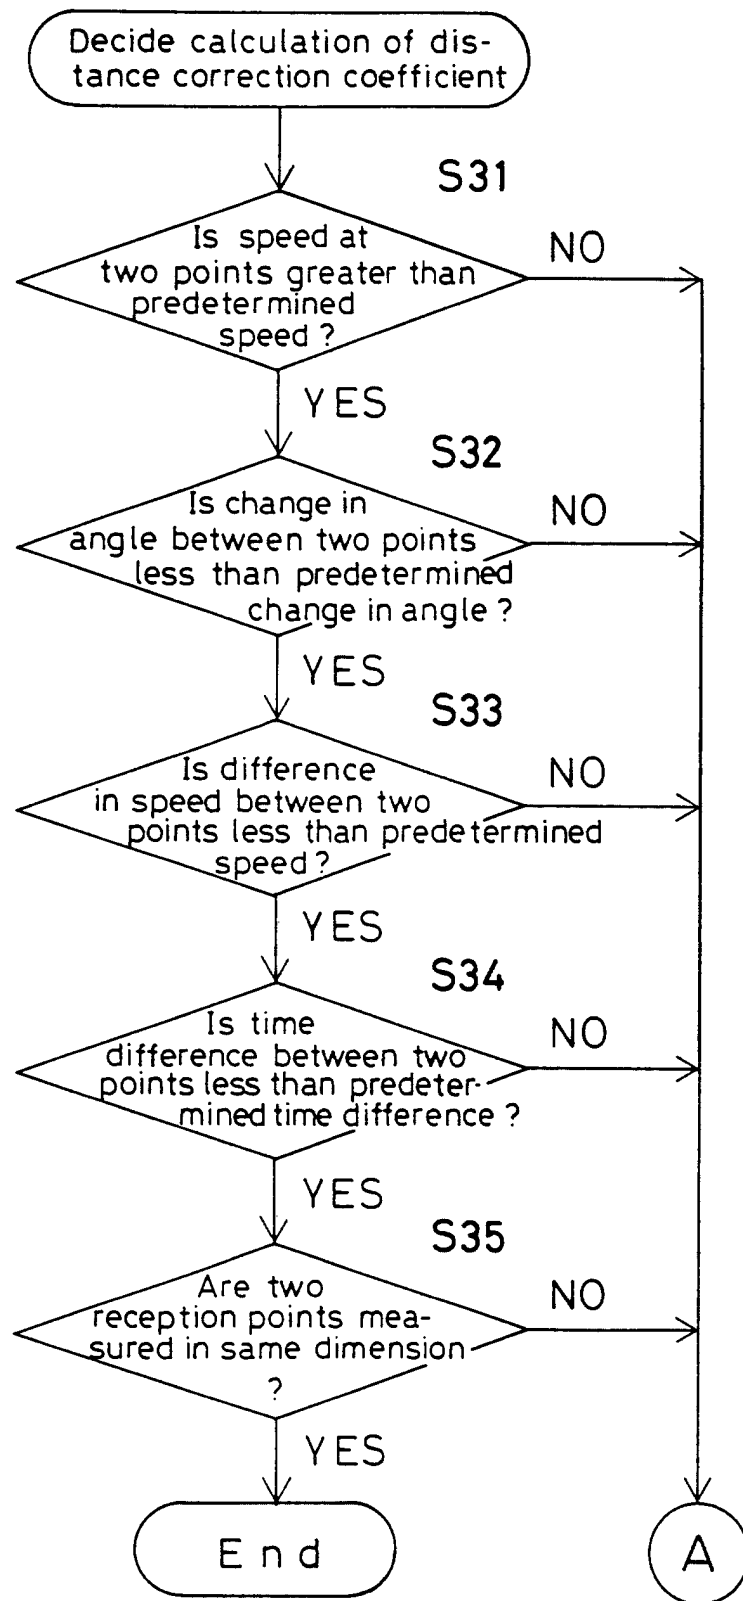 Decide calculation of dis-
tance correction coefficient
S31
Is speed at
two points greater than
predetermined
speed ?
NO
YES
S32
Is change in
angle between two points
less than predetermined
change in angle ?
NO
YES
S33
Is difference
in speed between two
points less than predetermined
speed ?
NO
YES
S34
Is time
difference between two
points less than predeter-
mined time difference ?
NO
YES
S35
Are two
reception points mea-
sured in same dimension
?
NO
YES
End
A